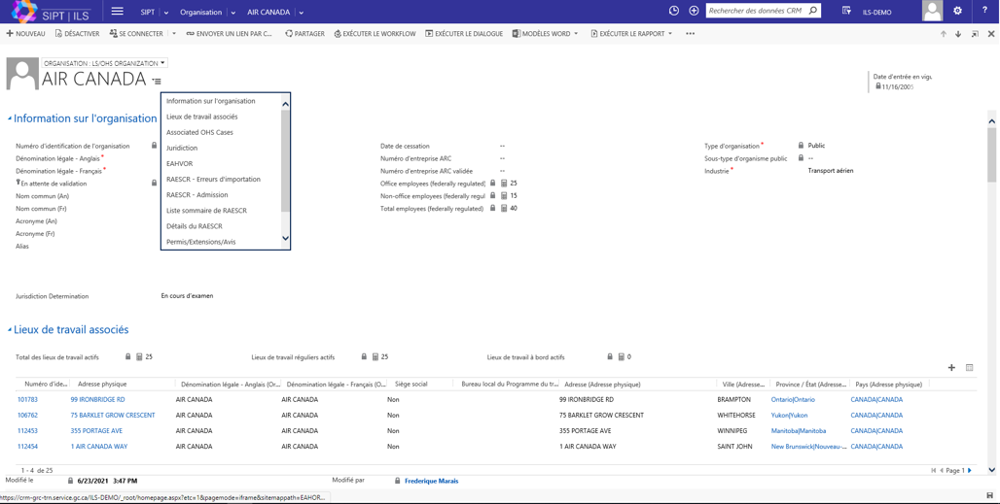 SIPT | ILS SIPT Organisation AIR CANADA Rechercher des données CRM ILS-DEMO ?
NOUVEAU DÉSACTIVER SE CONNECTER ENVOYER UN LIEN PAR C... PARTAGER EXÉCUTER LE WORKFLOW EXÉCUTER LE DIALOGUE MODÈLES WORD EXÉCUTER LE RAPPORT •••
ORGANISATION : LS/OHS ORGANIZATION
AIR CANADA
Date d'entrée en vigu
11/16/2005
Information sur l'organisation
Lieux de travail associés
Associated OHS Cases
Juridiction
EAHVOR
RAESCR - Erreurs d'importation
RAESCR - Admission
Liste sommaire de RAESCR
Détails du RAESCR
Permis/Extensions/Avis
Information sur l'organisation
Numéro d'identification de l'organisation
Dénomination légale - Anglais *
Dénomination légale - Français *
En attente de validation
Nom commun (An)
Nom commun (Fr)
Acronyme (An)
Acronyme (Fr)
Alias
Date de cessation --
Numéro d'entreprise ARC --
Numéro d'entreprise ARC validée --
Office employees (federally regulated) 25
Non-office employees (federally regul 15
Total employees (federally regulated) 40
Type d'organisation * Public
Sous-type d'organisme public --
Industrie * Transport aérien
Jurisdiction Determination En cours d'examen
Lieux de travail associés
Total des lieux de travail actifs 25 Lieux de travail réguliers actifs 25 Lieux de travail à bord actifs 0
Numéro d'ide... Adresse physique Dénomination légale - Anglais (Or... Dénomination légale - Français (O... Siège social Bureau local du Programme du tr... Adresse (Adresse physique) Ville (Adresse... Province / État (Adresse... Pays (Adresse physique)
101783 99 IRONBRIDGE RD AIR CANADA AIR CANADA Non 99 IRONBRIDGE RD BRAMPTON Ontario|Ontario CANADA|CANADA
106762 75 BARKLET GROW CRESCENT AIR CANADA AIR CANADA Non 75 BARKLET GROW CRESCENT WHITEHORSE Yukon|Yukon CANADA|CANADA
112453 355 PORTAGE AVE AIR CANADA AIR CANADA Non 355 PORTAGE AVE WINNIPEG Manitoba|Manitoba CANADA|CANADA
112454 1 AIR CANADA WAY AIR CANADA AIR CANADA Non 1 AIR CANADA WAY SAINT JOHN New Brunswick|Nouveau-... CANADA|CANADA
1 - 4 de 25 Page 1
Modifié le 6/23/2021 3:47 PM Modifié par Frederique Marais
https://crm-grc-trn.service.gc.ca/ILS-DEMO/_root/homepage.aspx?etc=1&pagemode=iframe&sitemappath=EAHOR...